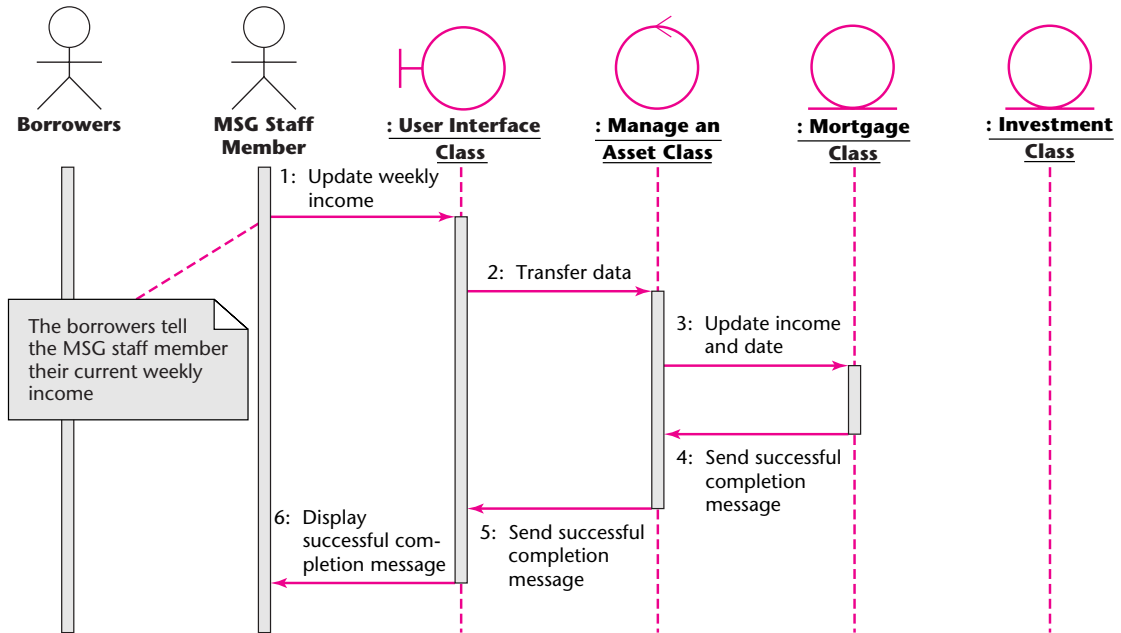 Borrowers
MSG Staff
Member
: User Interface
Class
: Manage an
Asset Class
: Mortgage
Class
: Investment
Class
1: Update weekly
income
2: Transfer data
The borrowers tell
the MSG staff member
their current weekly
income
3: Update income
and date
4: Send successful
completion
message
5: Send successful
completion
message
6: Display
successful com-
pletion message